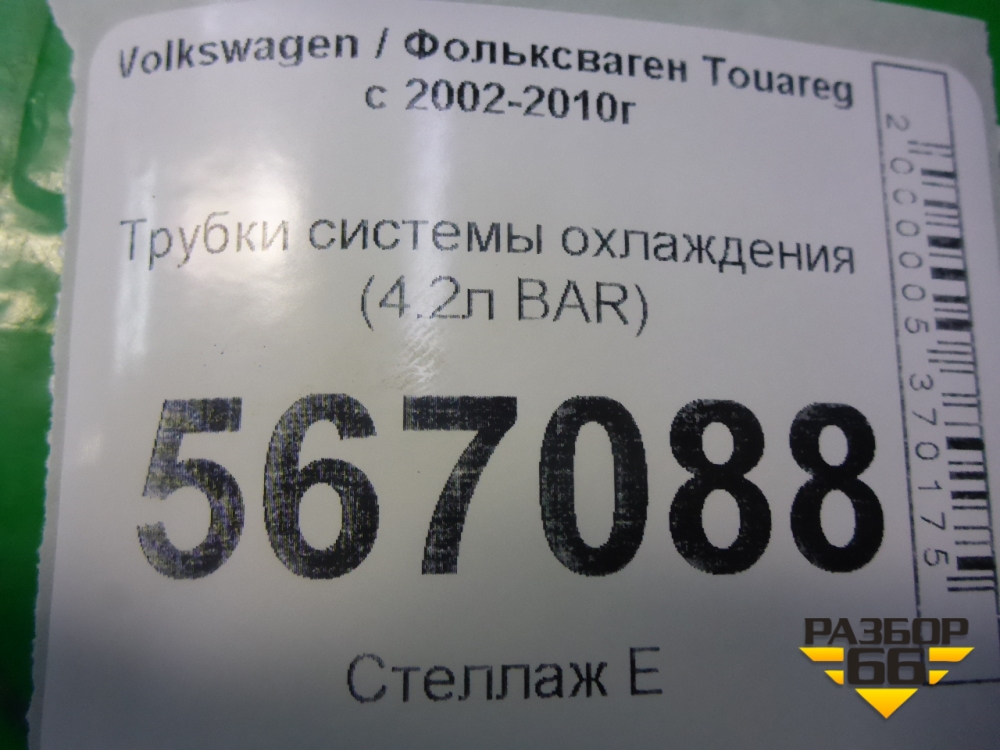 Volkswagen / Фольксваген Touareg
с 2002-2010г
Трубки системы охлаждения
(4.2л BAR)
567088
Стеллаж Е
2000005370175
РАЗБОР
66